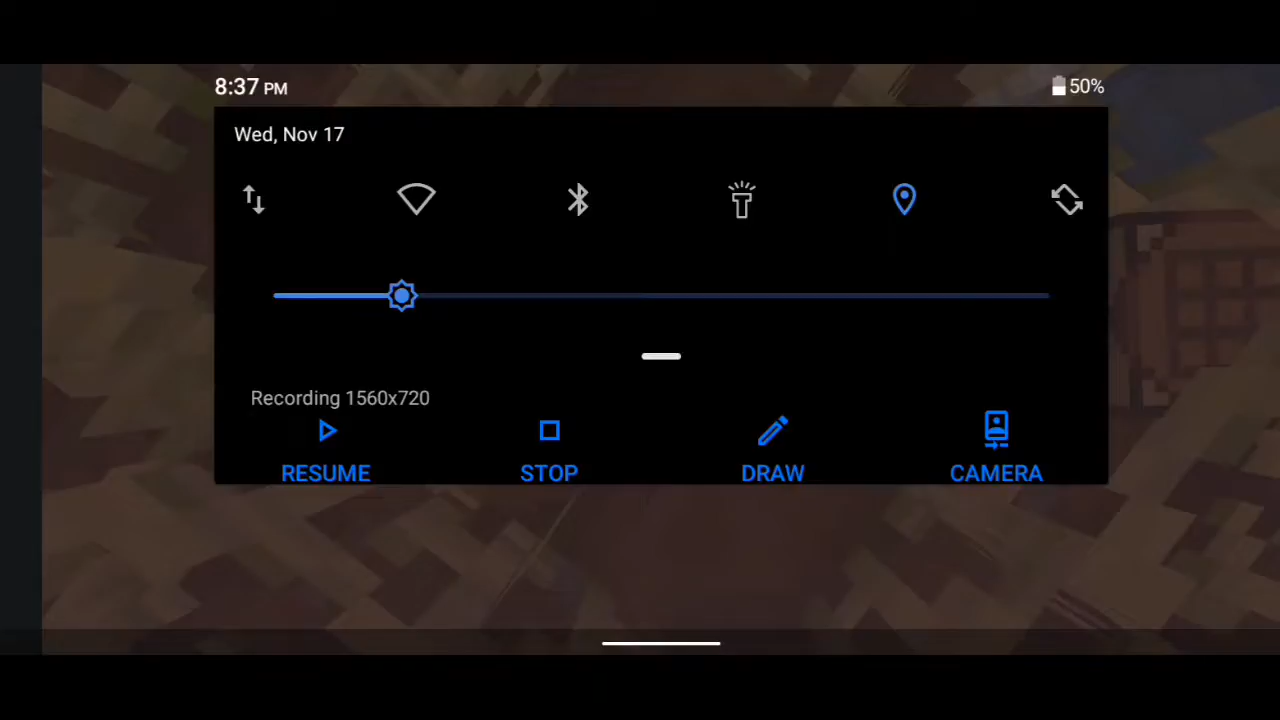 8:37 PM
50%
Wed, Nov 17
Recording 1560x720
RESUME
STOP
DRAW
CAMERA